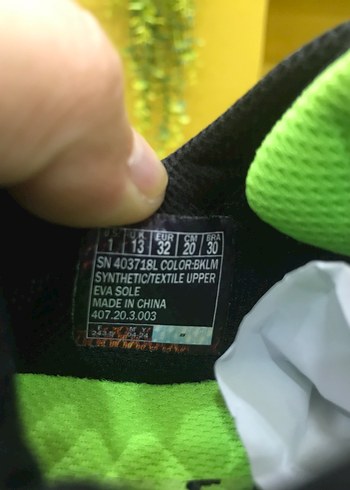 US UK EUR CM BRA
1 13 32 20 30
SN 403718L COLOR:BKLM
SYNTHETIC/TEXTILE UPPER
EVA SOLE
MADE IN CHINA
407.20.3.003